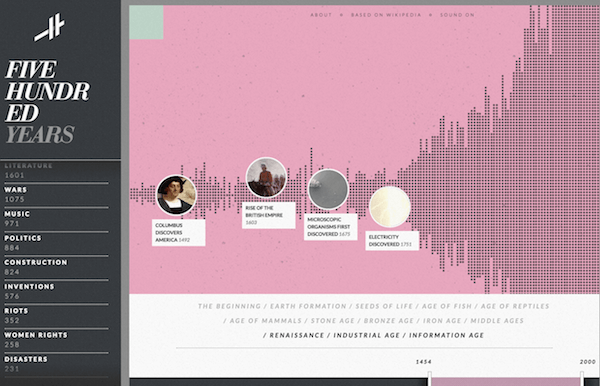 FIVE
HUNDR
ED
YEARS
LITERATURE
1601
WARS
1075
MUSIC
971
POLITICS
884
CONSTRUCTION
824
INVENTIONS
576
RIOTS
352
WOMEN RIGHTS
258
DISASTERS
231
ABOUT × BASED ON WIKIPEDIA × SOUND ON
COLUMBUS
DISCOVERS
AMERICA 1492
RISE OF THE
BRITISH EMPIRE
1603
MICROSCOPIC
ORGANISMS FIRST
DISCOVERED 1675
ELECTRICITY
DISCOVERED 1751
THE BEGINNING / EARTH FORMATION / SEEDS OF LIFE / AGE OF FISH / AGE OF REPTILES
/ AGE OF MAMMALS / STONE AGE / BRONZE AGE / IRON AGE / MIDDLE AGES
/ RENAISSANCE / INDUSTRIAL AGE / INFORMATION AGE
1454
2000